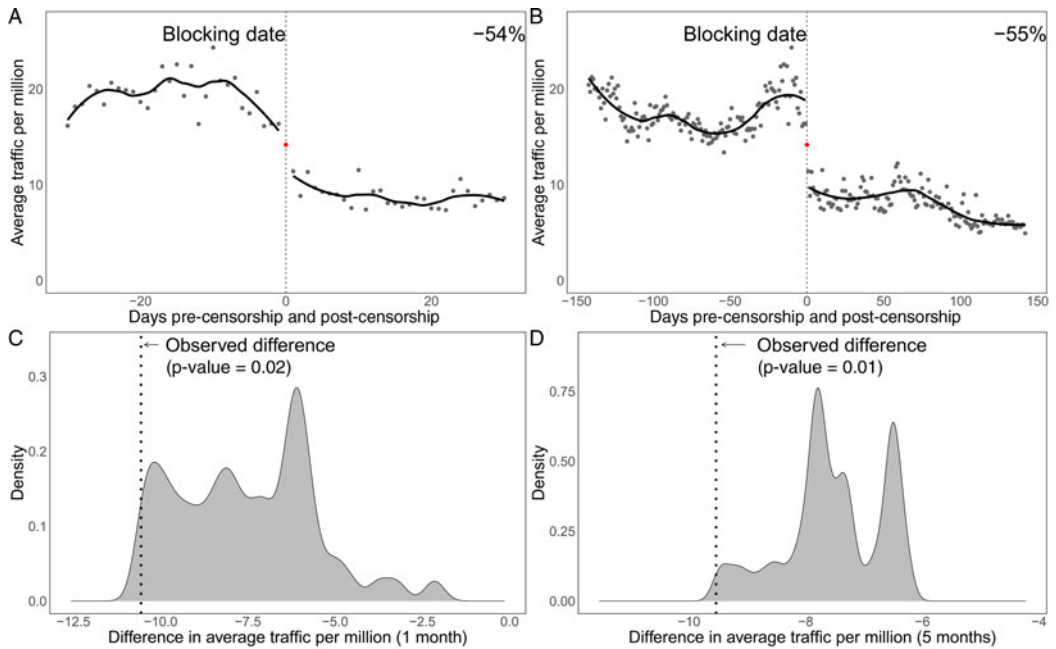 A
Blocking date
−54%
Average traffic per million
20
10
0
−20
0
20
Days pre-censorship and post-censorship
B
Blocking date
−55%
Average traffic per million
20
10
0
−150
−100
−50
0
50
100
150
Days pre-censorship and post-censorship
C
Observed difference
(p-value = 0.02)
Density
0.3
0.2
0.1
0.0
−12.5
−10.0
−7.5
−5.0
−2.5
0.0
Difference in average traffic per million (1 month)
D
Observed difference
(p-value = 0.01)
Density
0.75
0.50
0.25
0.00
−10
−8
−6
−4
Difference in average traffic per million (5 months)